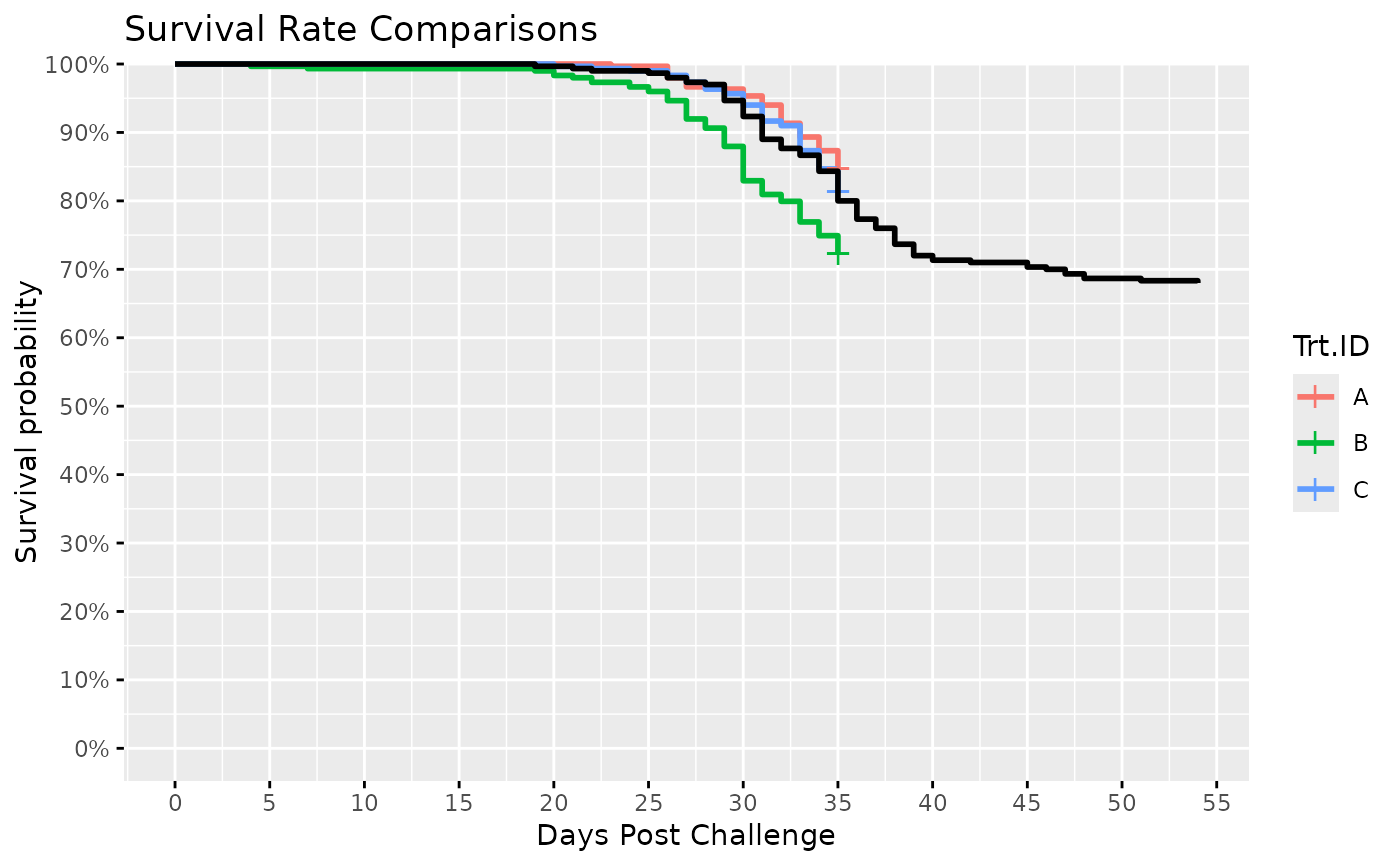 Survival Rate Comparisons
100%
90%
80%
70%
60%
50%
40%
30%
20%
10%
0%
Survival probability
0 5 10 15 20 25 30 35 40 45 50 55
Days Post Challenge
Trt.ID
A
B
C